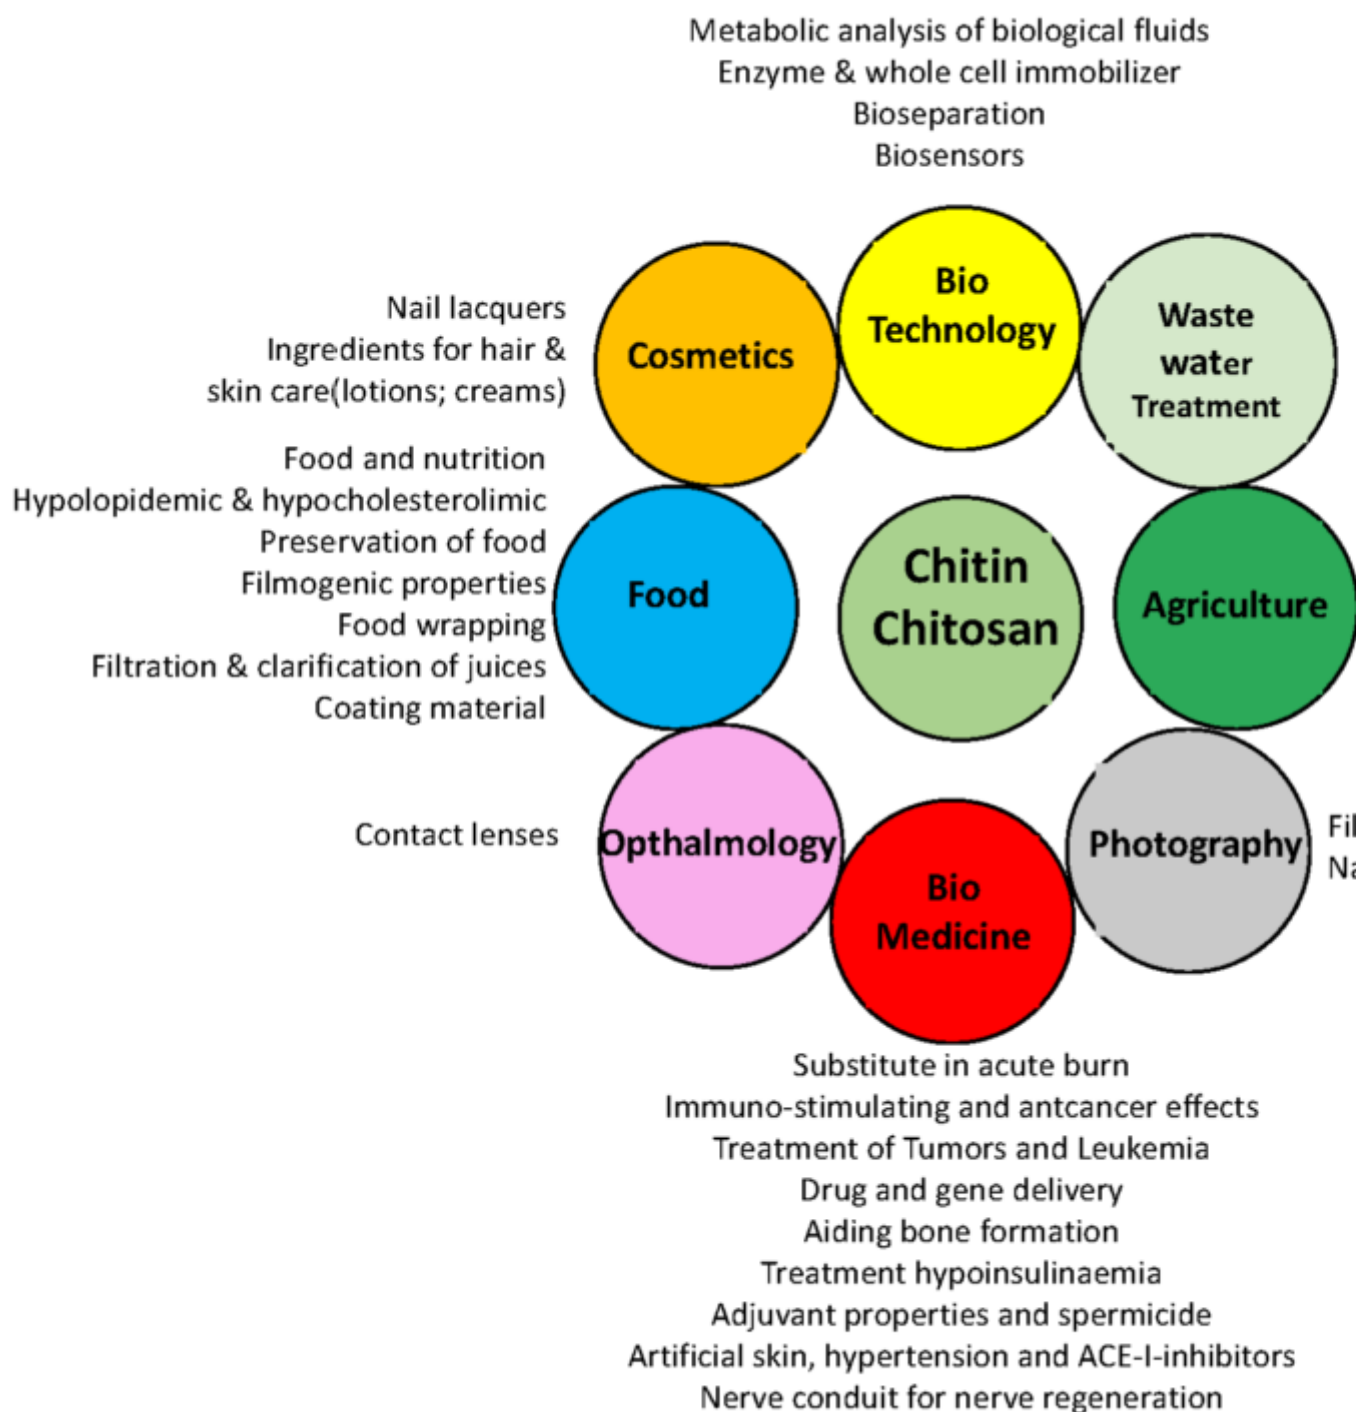 Metabolic analysis of biological fluids
Enzyme & whole cell immobilizer
Bioseparation
Biosensors
Bio
Technology
Waste
water
Treatment
Cosmetics
Nail lacquers
Ingredients for hair &
skin care(lotions; creams)
Food and nutrition
Hypolopidemic & hypocholesterolimic
Preservation of food
Filmogenic properties
Food wrapping
Filtration & clarification of juices
Coating material
Food
Chitin
Chitosan
Agriculture
Contact lenses
Opthalmology
Bio
Medicine
Photography
Substitute in acute burn
Immuno-stimulating and antcancer effects
Treatment of Tumors and Leukemia
Drug and gene delivery
Aiding bone formation
Treatment hypoinsulinaemia
Adjuvant properties and spermicide
Artificial skin, hypertension and ACE-I-inhibitors
Nerve conduit for nerve regeneration